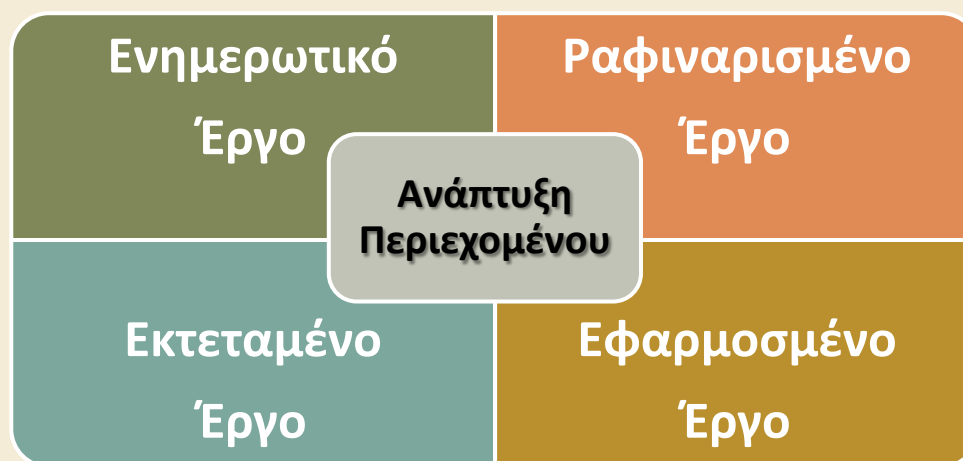 Ενημερωτικό
Έργο
Ραφιναρισμένο
Έργο
Ανάπτυξη
Περιεχομένου
Εκτεταμένο
Έργο
Εφαρμοσμένο
Έργο